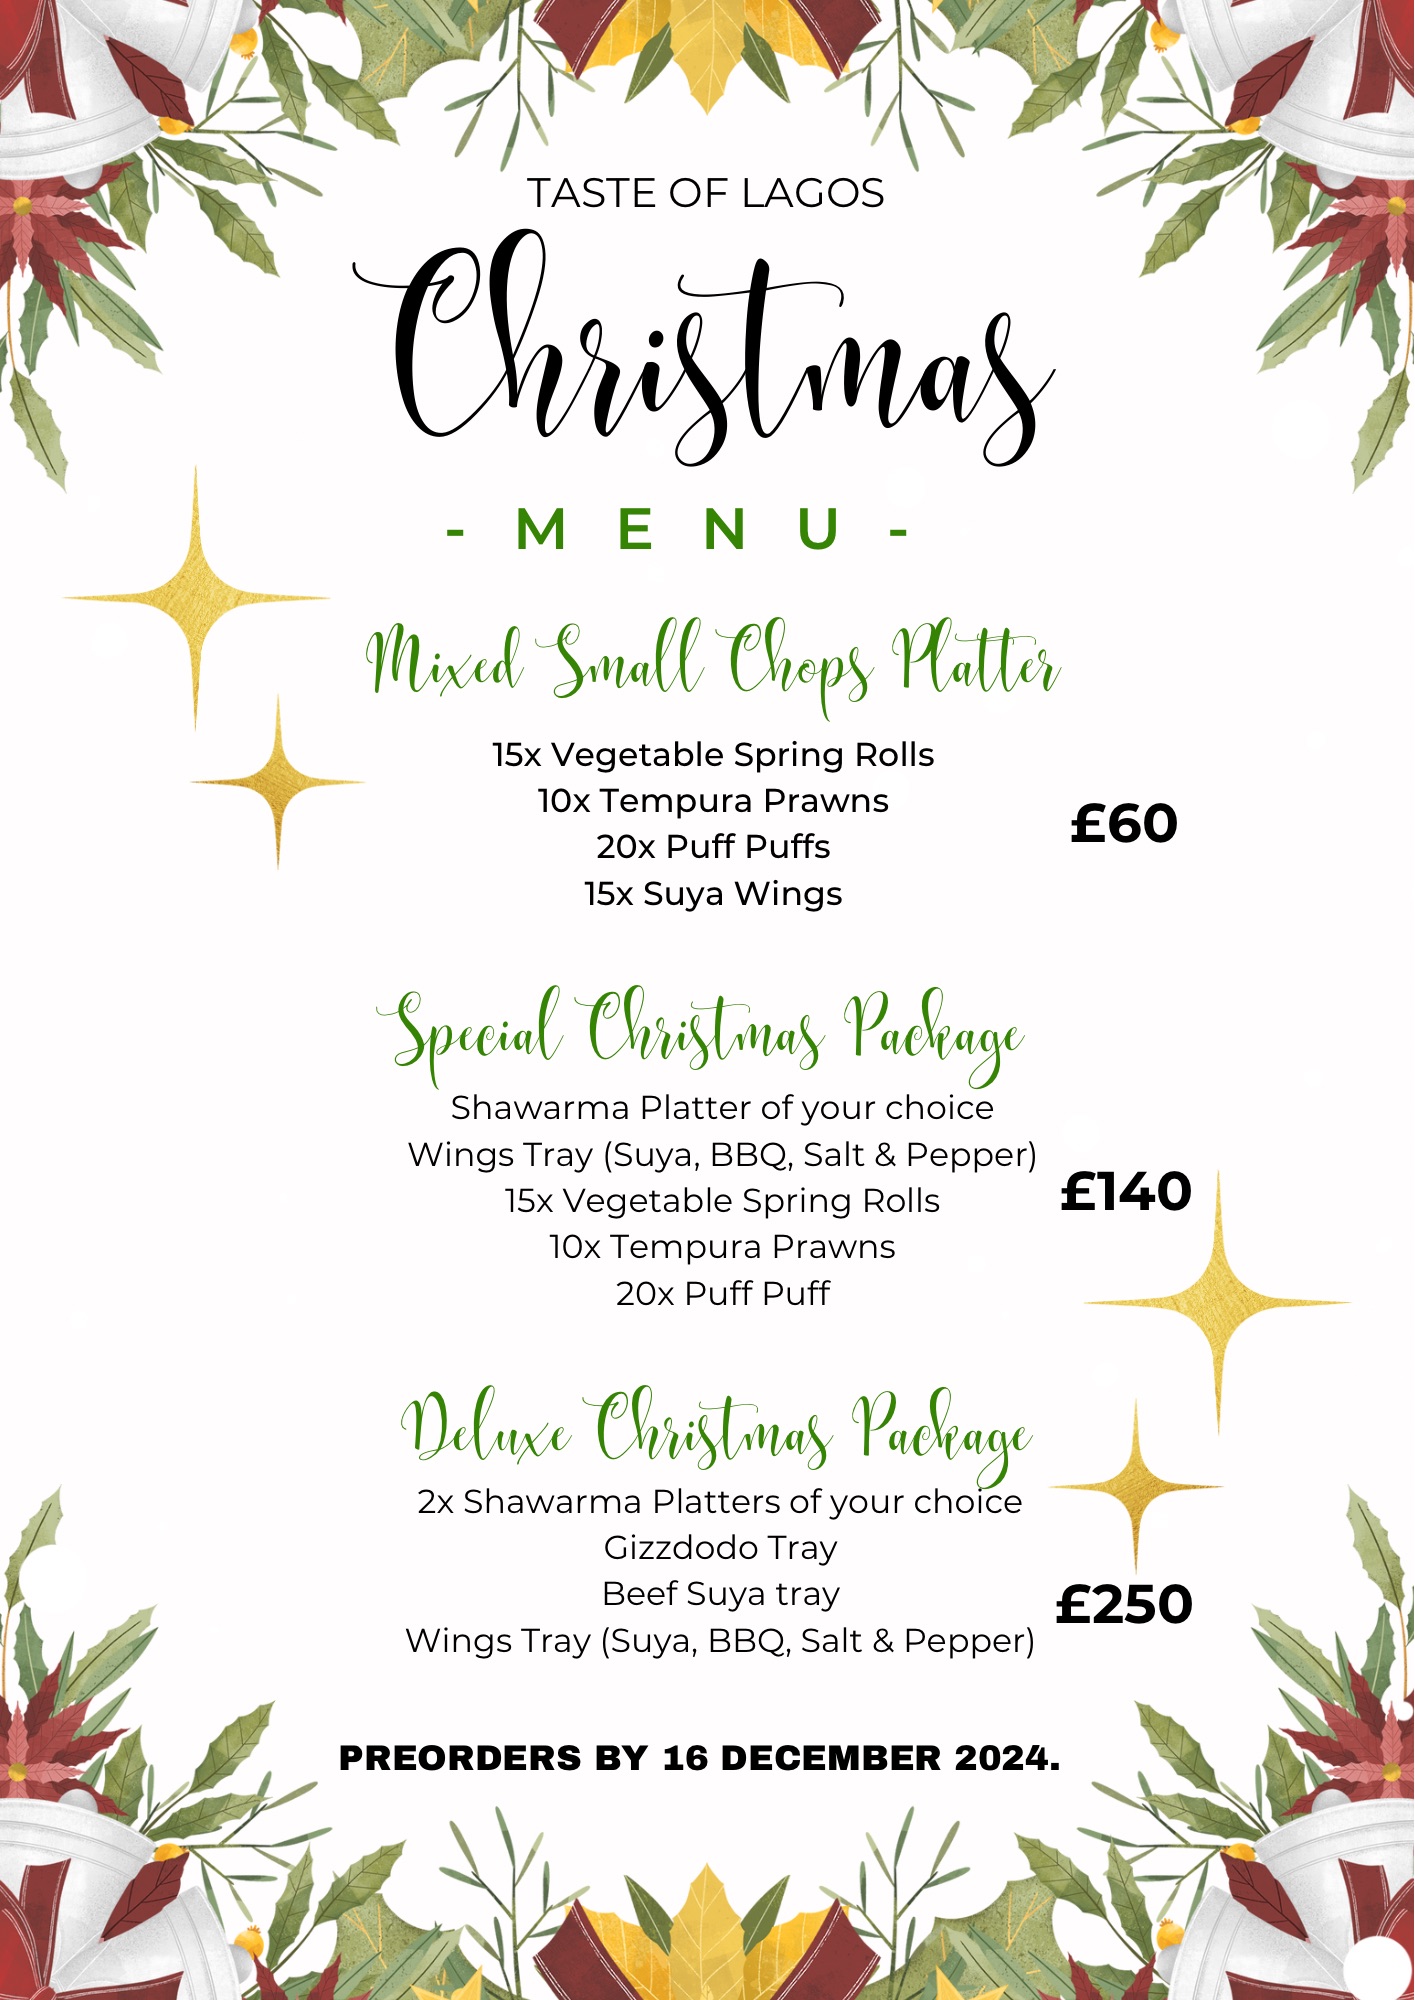 TASTE OF LAGOS
Christmas
- MENU -
Mixed Small Chops Platter
15x Vegetable Spring Rolls
10x Tempura Prawns
£60
20x Puff Puffs
15x Suya Wings
Special Christmas Package
Shawarma Platter of your choice
Wings Tray (Suya, BBQ, Salt & Pepper)
£140
15x Vegetable Spring Rolls
10x Tempura Prawns
20x Puff Puff
Deluxe Christmas Package
2x Shawarma Platters of your choice
Gizzdodo Tray
Beef Suya tray
£250
Wings Tray (Suya, BBQ, Salt & Pepper)
PREORDERS BY 16 DECEMBER 2024.